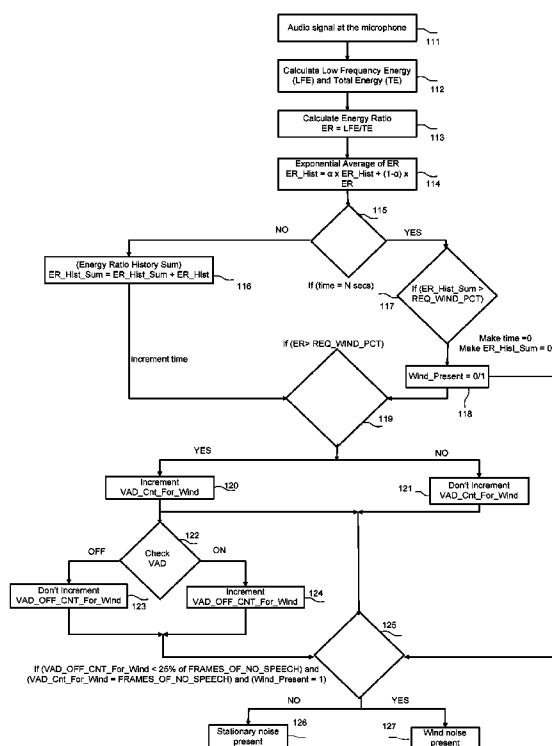 Audio signal at the microphone
111
Calculate Low Frequency Energy
(LFE) and Total Energy (TE)
112
Calculate Energy Ratio
ER = LFE/TE
113
Exponential Average of ER
ER_Hist = α x ER_Hist + (1-α) x
ER
114
115
NO
YES
(Energy Ratio History Sum)
ER_Hist_Sum = ER_Hist_Sum + ER_Hist
116
If (time = N secs)
If (ER_Hist_Sum >
REQ_WIND_PCT)
117
Make time =0
Make ER_Hist_Sum = 0
Increment time
If (ER> REQ_WIND_PCT)
Wind_Present = 0/1
118
119
YES
NO
Increment
VAD_Cnt_For_Wind
120
Don't Increment
VAD_Cnt_For_Wind
121
122
Check
VAD
OFF
ON
Don't Increment
VAD_OFF_CNT_For_Wind
123
Increment
VAD_OFF_CNT_For_Wind
124
125
If (VAD_OFF_CNT_For_Wind < 25% of FRAMES_OF_NO_SPEECH) and
(VAD_Cnt_For_Wind = FRAMES_OF_NO_SPEECH) and (Wind_Present = 1)
NO
YES
Stationary noise
present
126
Wind noise
present
127